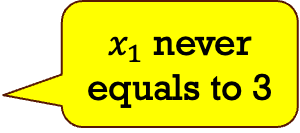 x₁ never
equals to 3